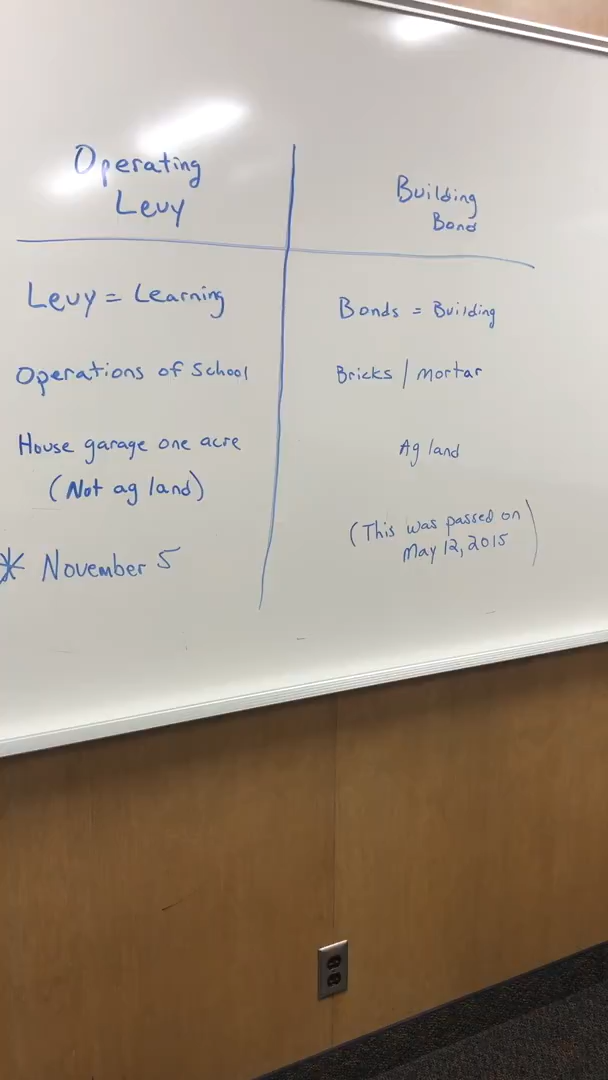 Operating
Levy
Levy = Learning
Operations of School
House garage one acre
(Not ag land)
* November 5
Building
Bond
Bonds = Building
Bricks / mortar
Ag land
(This was passed on
May 12, 2015)